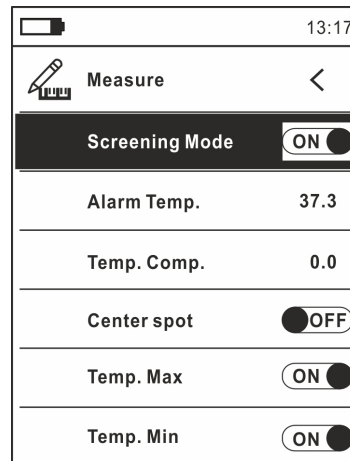 13:17
Measure <
Screening Mode ON
Alarm Temp. 37.3
Temp. Comp. 0.0
Center spot OFF
Temp. Max ON
Temp. Min ON